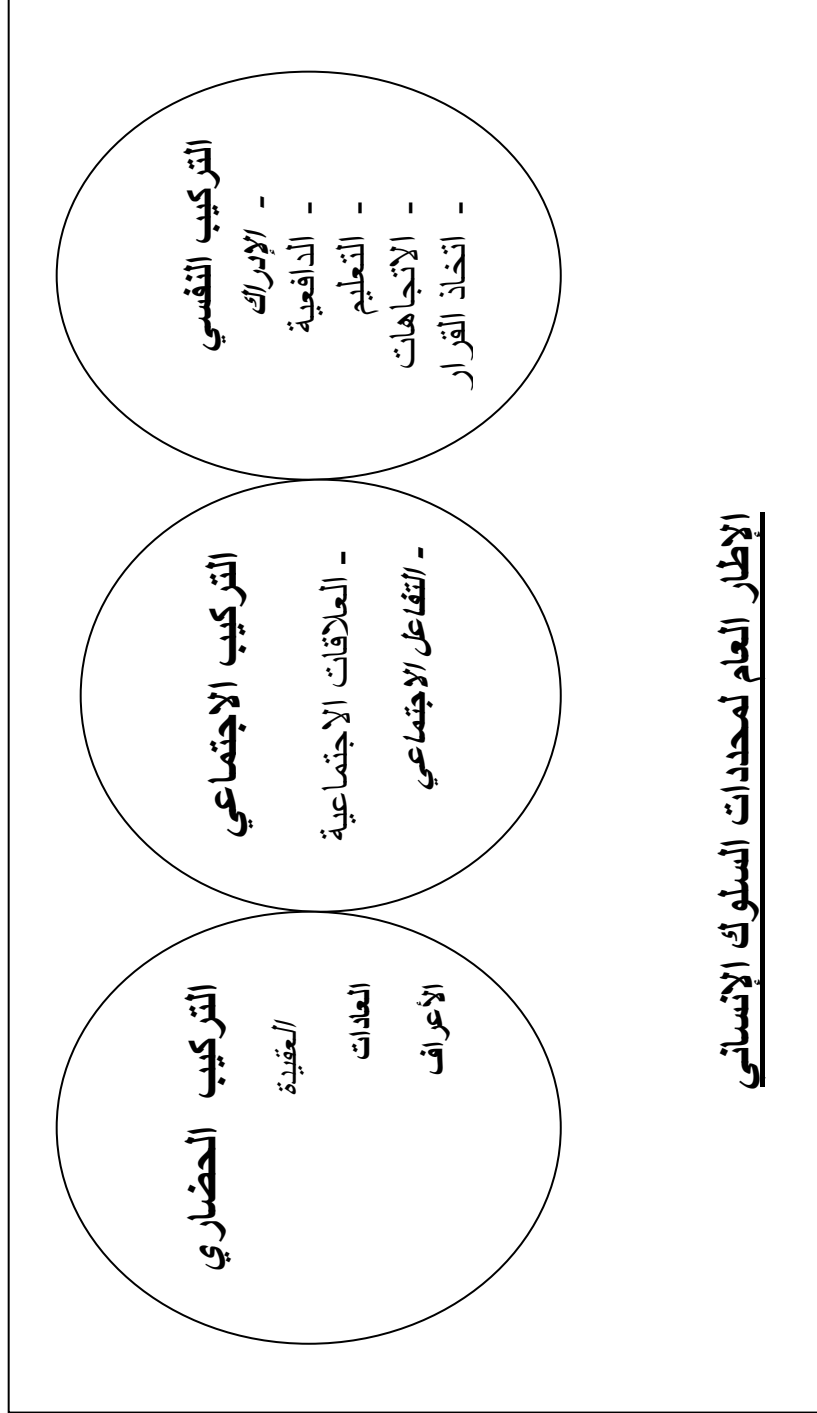 التركيب النفسي
- الإدراك
- الدافعية
- التعليم
- الاتجاهات
- اتخاذ القرار
التركيب الاجتماعي
- العلاقات الاجتماعية
- التفاعل الاجتماعي
التركيب الحضاري
العقيدة
العادات
الأعراف
الإطار العام لمحددات السلوك الإنساني